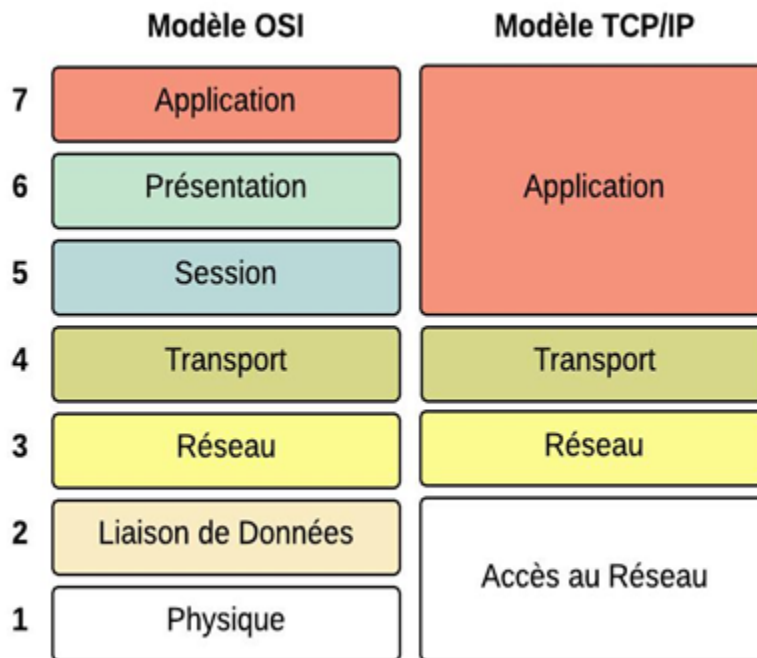 Modèle OSI Modèle TCP/IP
7 Application
6 Présentation Application
5 Session
4 Transport Transport
3 Réseau Réseau
2 Liaison de Données
Accès au Réseau
1 Physique